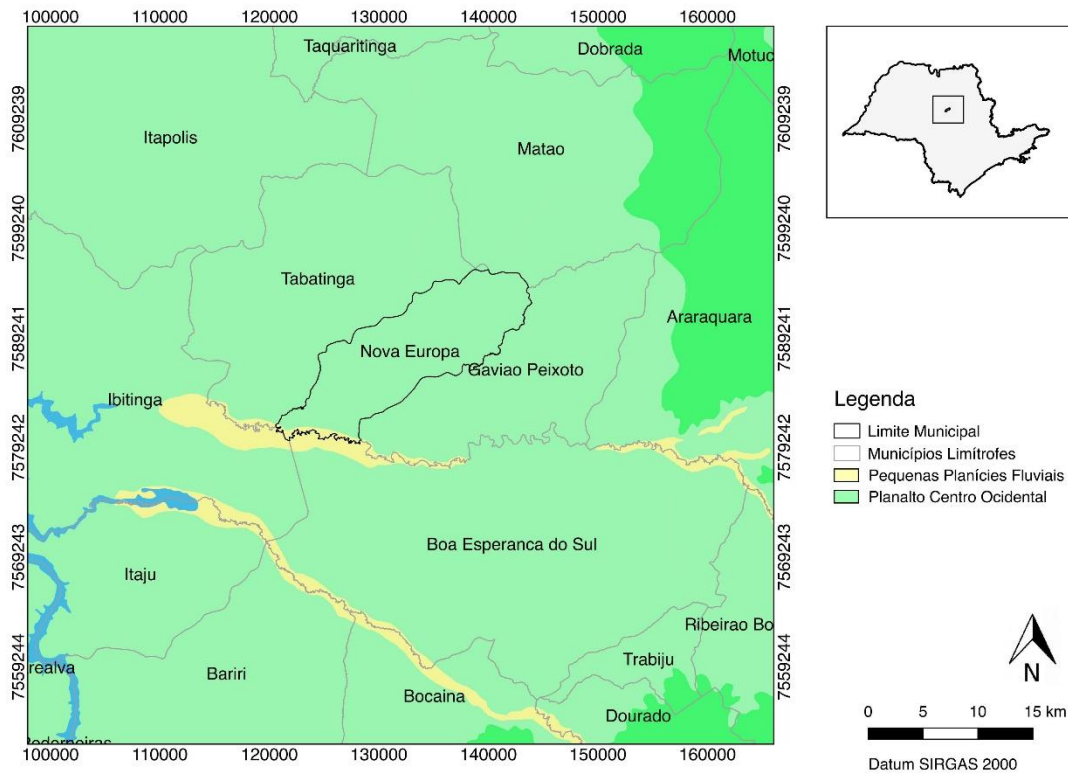 100000 110000 120000 130000 140000 150000 160000
Taquaritinga
Dobrada
Motuc
7609239
7609239
Itapolis
Matao
7599240
7599240
Tabatinga
Araraquara
7589241
7589241
Nova Europa
Gaviao Peixoto
Ibitinga
7579242
7579242
Boa Esperanca do Sul
7569243
7569243
Itaju
Ribeirao Bo
Trabiju
7559244
7559244
realva
Bariri
Bocaina
Dourado
100000 110000 120000 130000 140000 150000 160000
Legenda
Limite Municipal
Municípios Limítrofes
Pequenas Planícies Fluviais
Planalto Centro Ocidental
N
0 5 10 15 km
Datum SIRGAS 2000